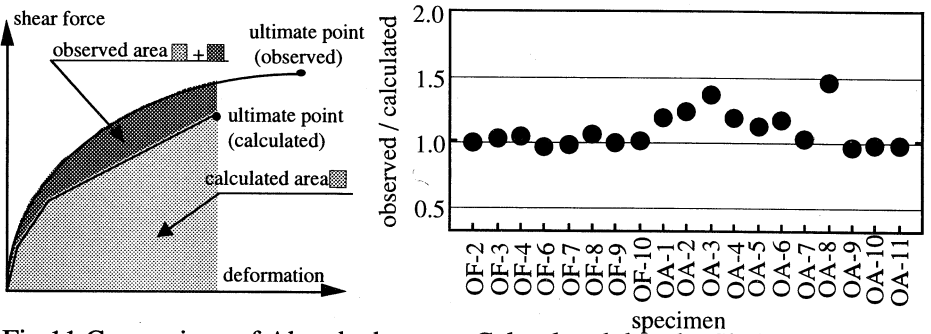 shear force
observed area + 
ultimate point
(observed)
ultimate point
(calculated)
calculated area
deformation
observed / calculated
2.0
1.5
1.0
0.5
OF-2
OF-3
OF-4
OF-6
OF-7
OF-8
OF-9
OF-10
OA-1
OA-2
OA-3
OA-4
OA-5
OA-6
OA-7
OA-8
OA-9
OA-10
OA-11
specimen